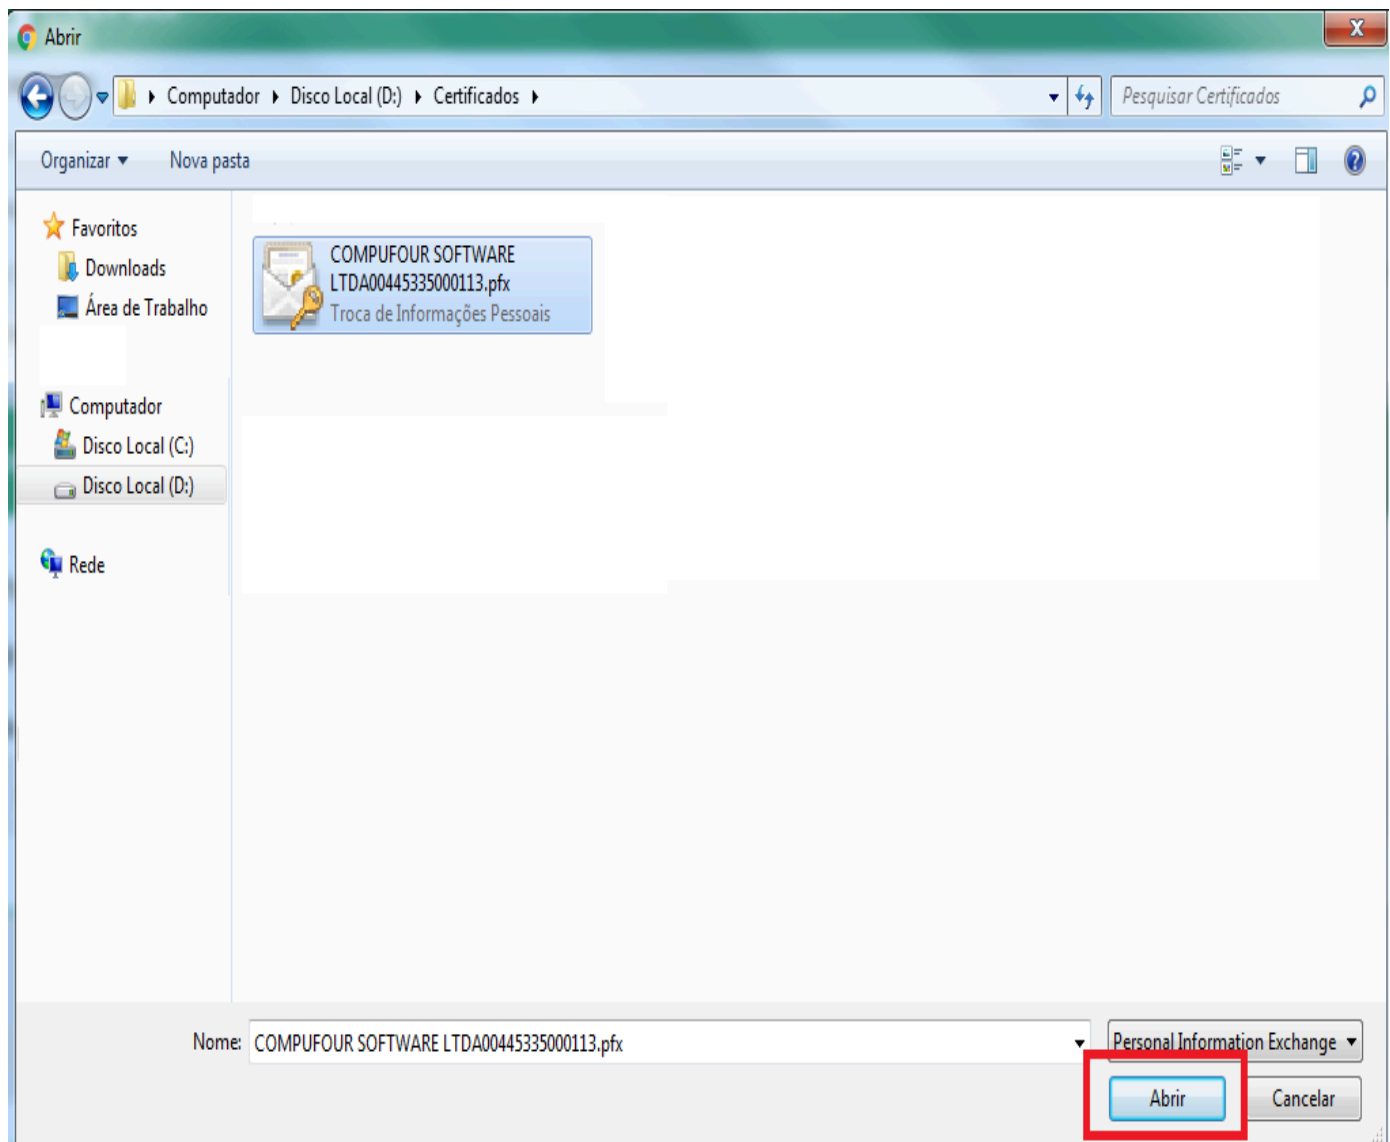 Abrir
Computador Disco Local (D:) Certificados
Pesquisar Certificados
Organizar Nova pasta
Favoritos
Downloads
Área de Trabalho
Computador
Disco Local (C:)
Disco Local (D:)
Rede
COMPUFOUR SOFTWARE
LTDA00445335000113.pfx
Troca de Informações Pessoais
Nome: COMPUFOUR SOFTWARE LTDA00445335000113.pfx
Personal Information Exchange
Abrir Cancelar